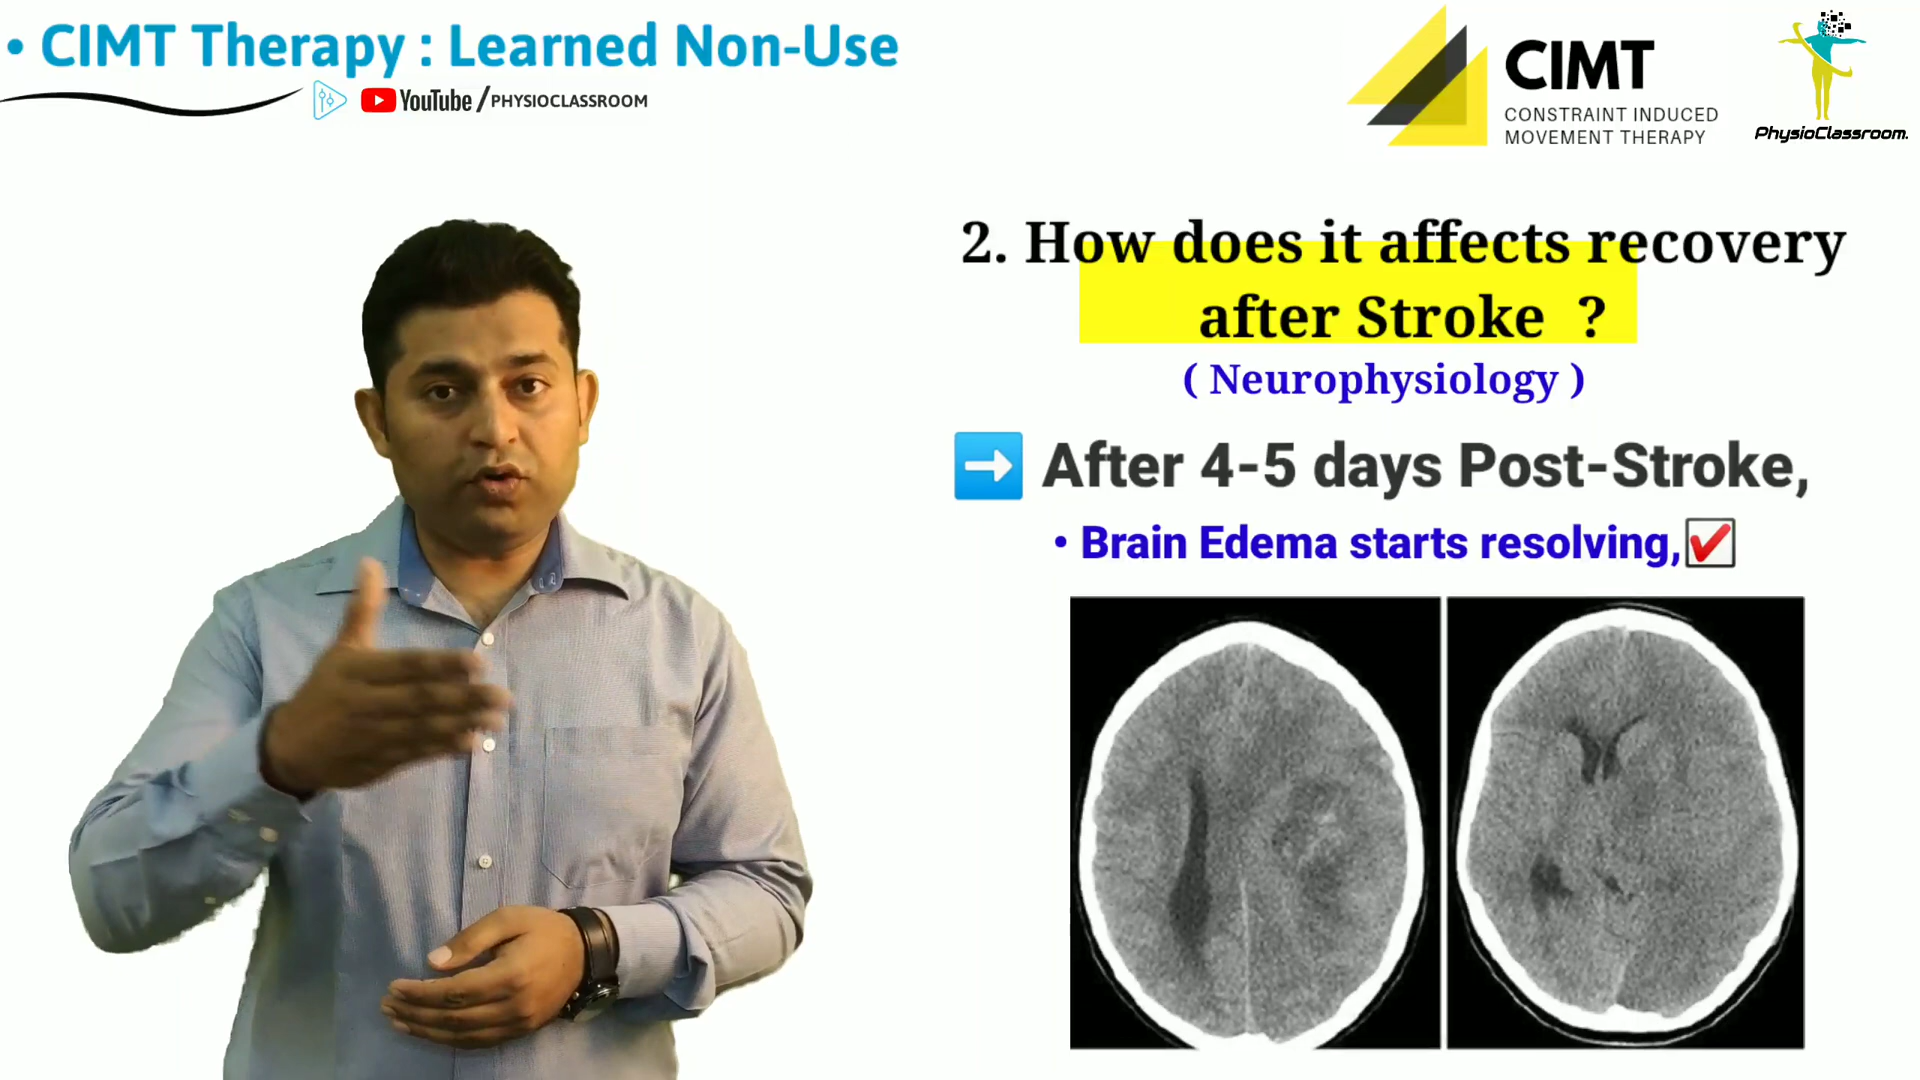 • CIMT Therapy : Learned Non-Use
YouTube /PHYSIOCLASSROOM
CIMT
CONSTRAINT INDUCED
MOVEMENT THERAPY
PhysioClassroom.
2. How does it affects recovery
after Stroke ?
( Neurophysiology )
➡ After 4-5 days Post-Stroke,
• Brain Edema starts resolving,